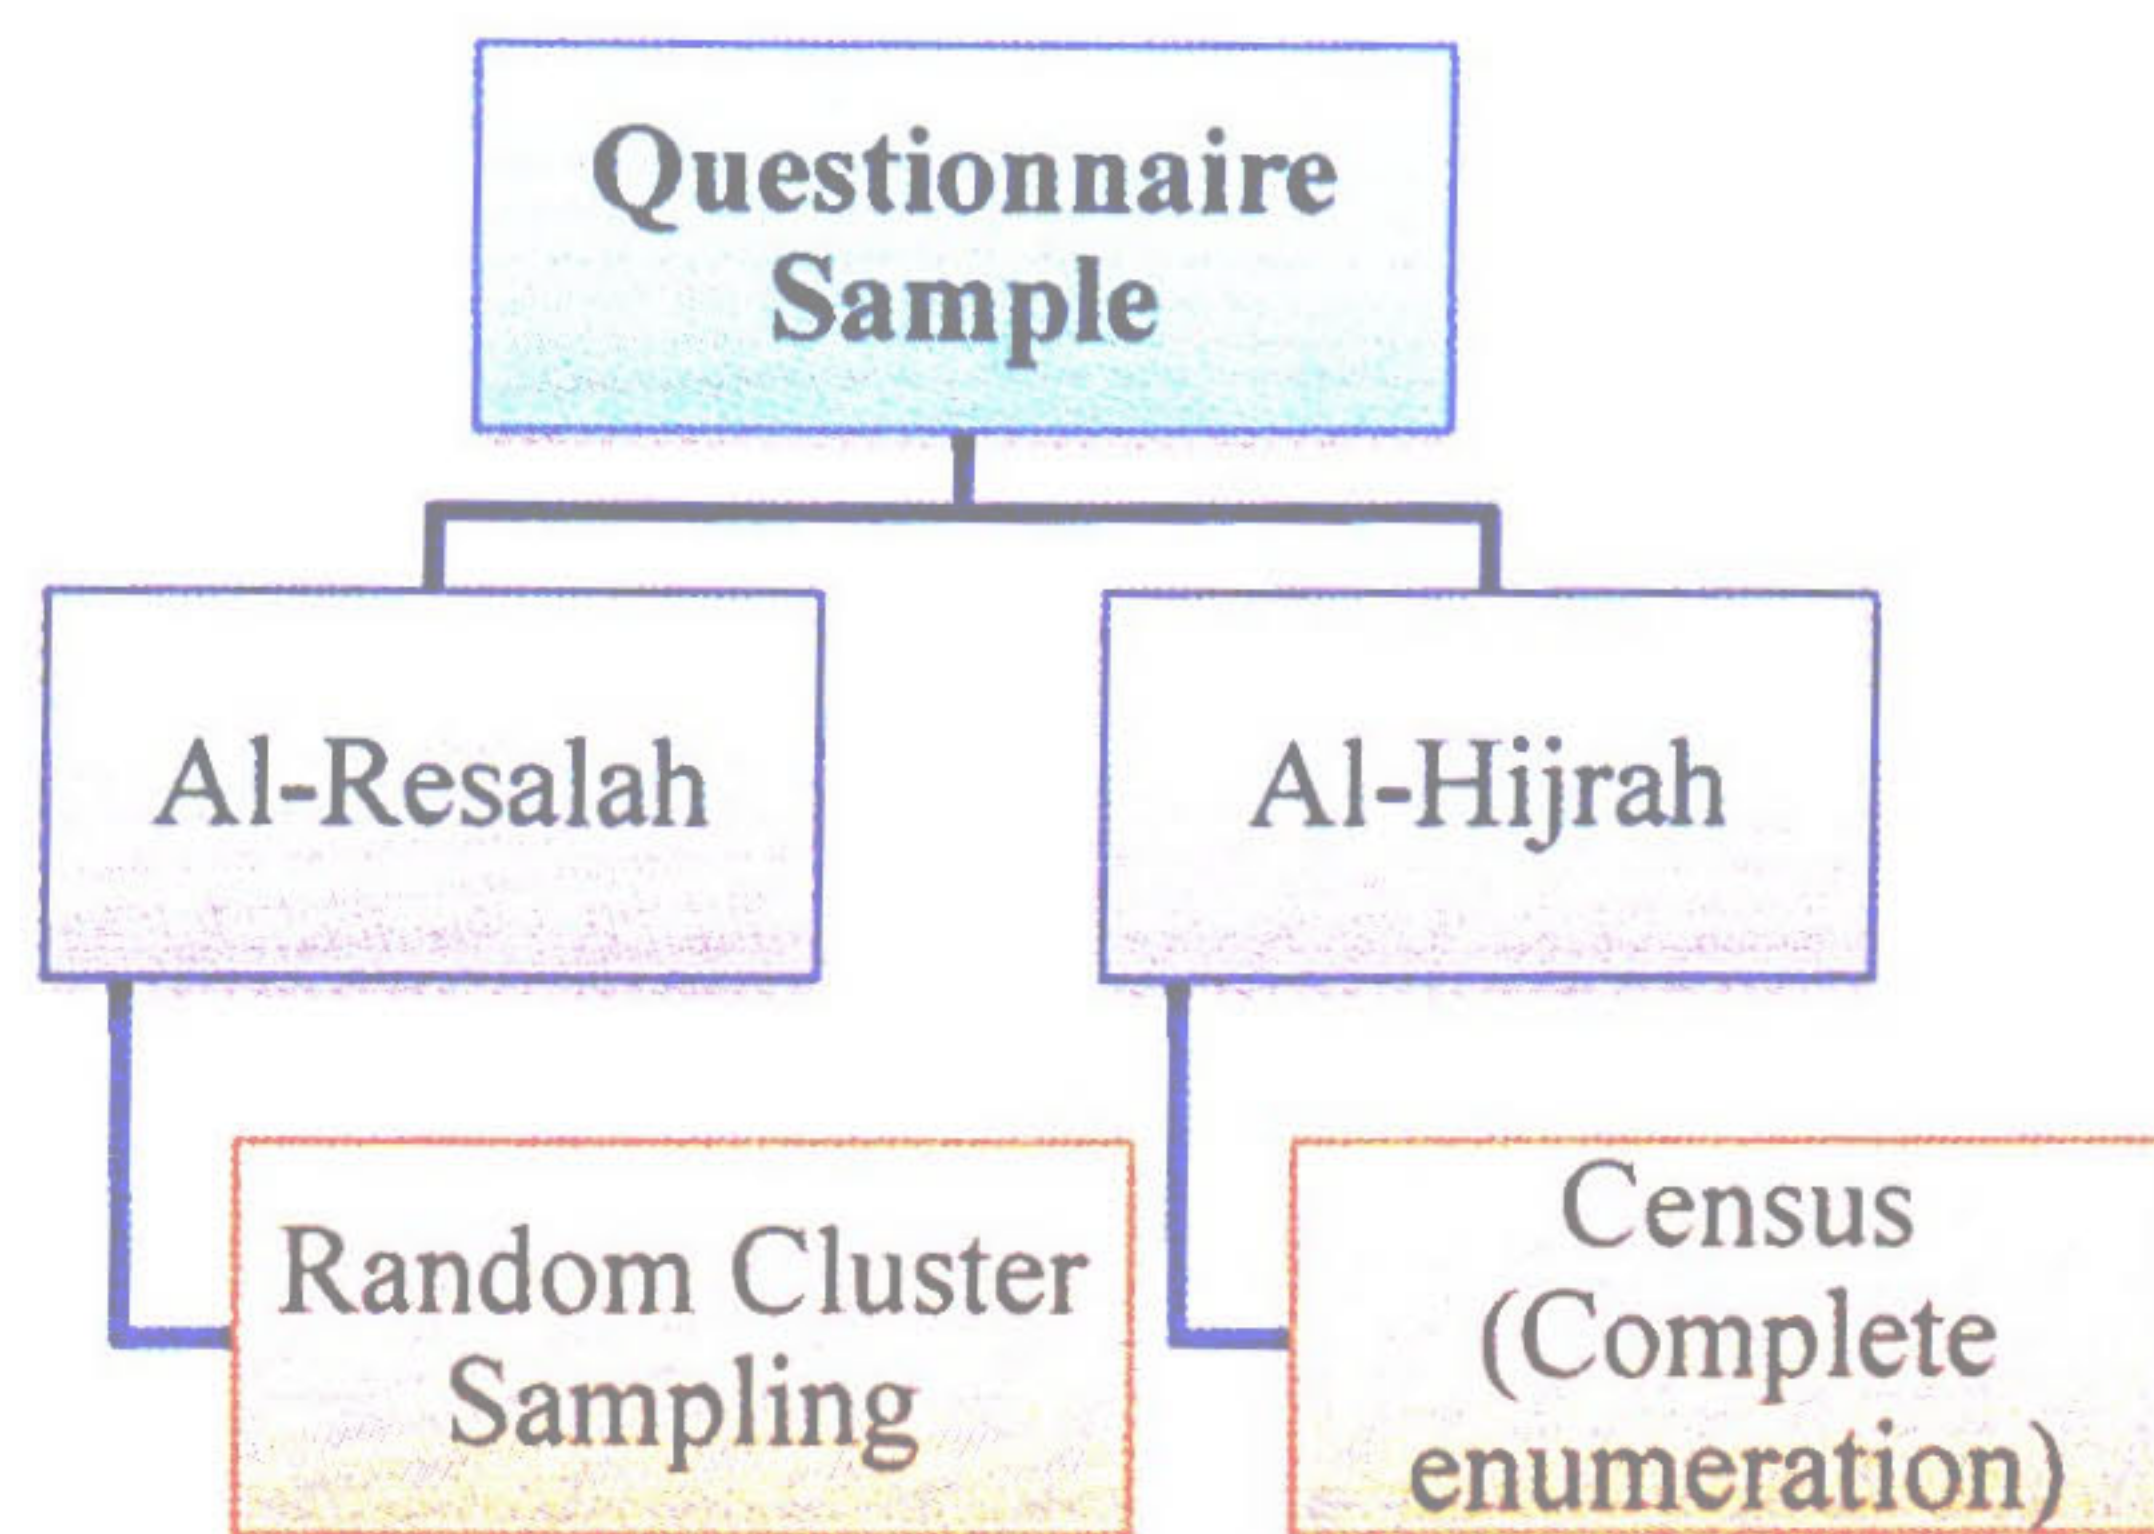 Questionnaire
Sample
Al-Resalah
Al-Hijrah
Random Cluster
Sampling
Census
(Complete
enumeration)